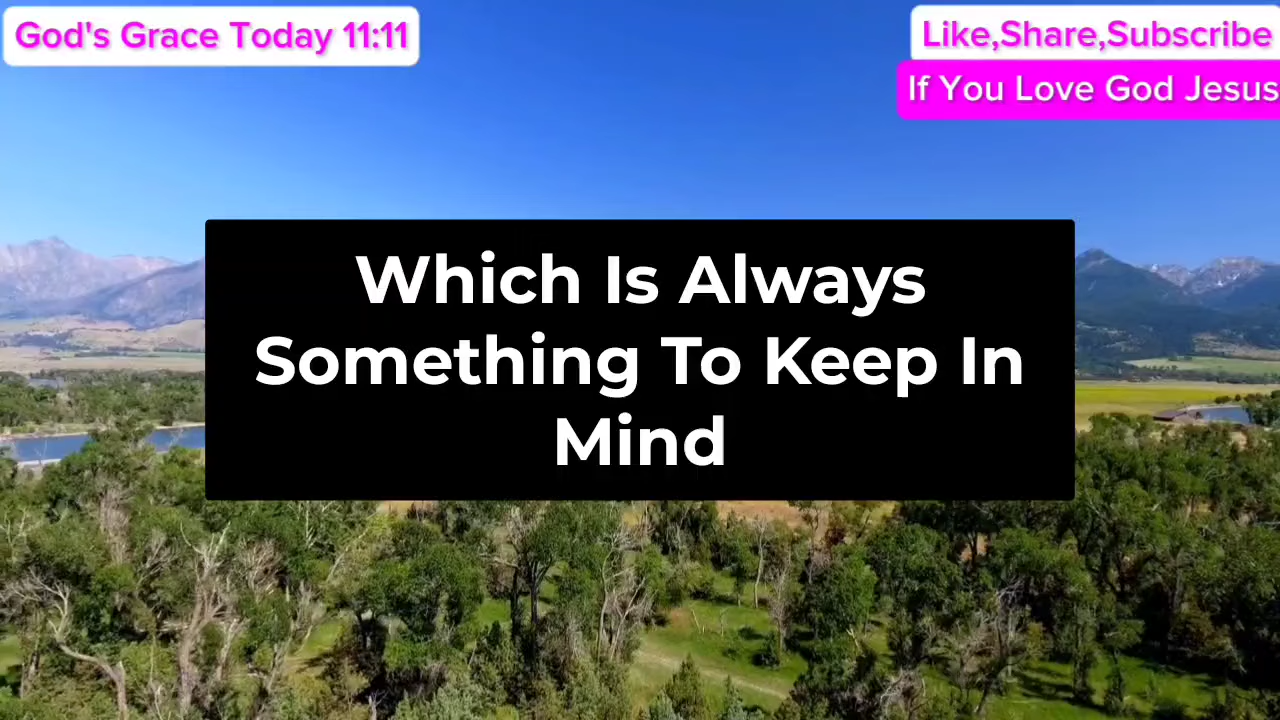 God's Grace Today 11:11
Like,Share,Subscribe
If You Love God Jesus
Which Is Always
Something To Keep In
Mind